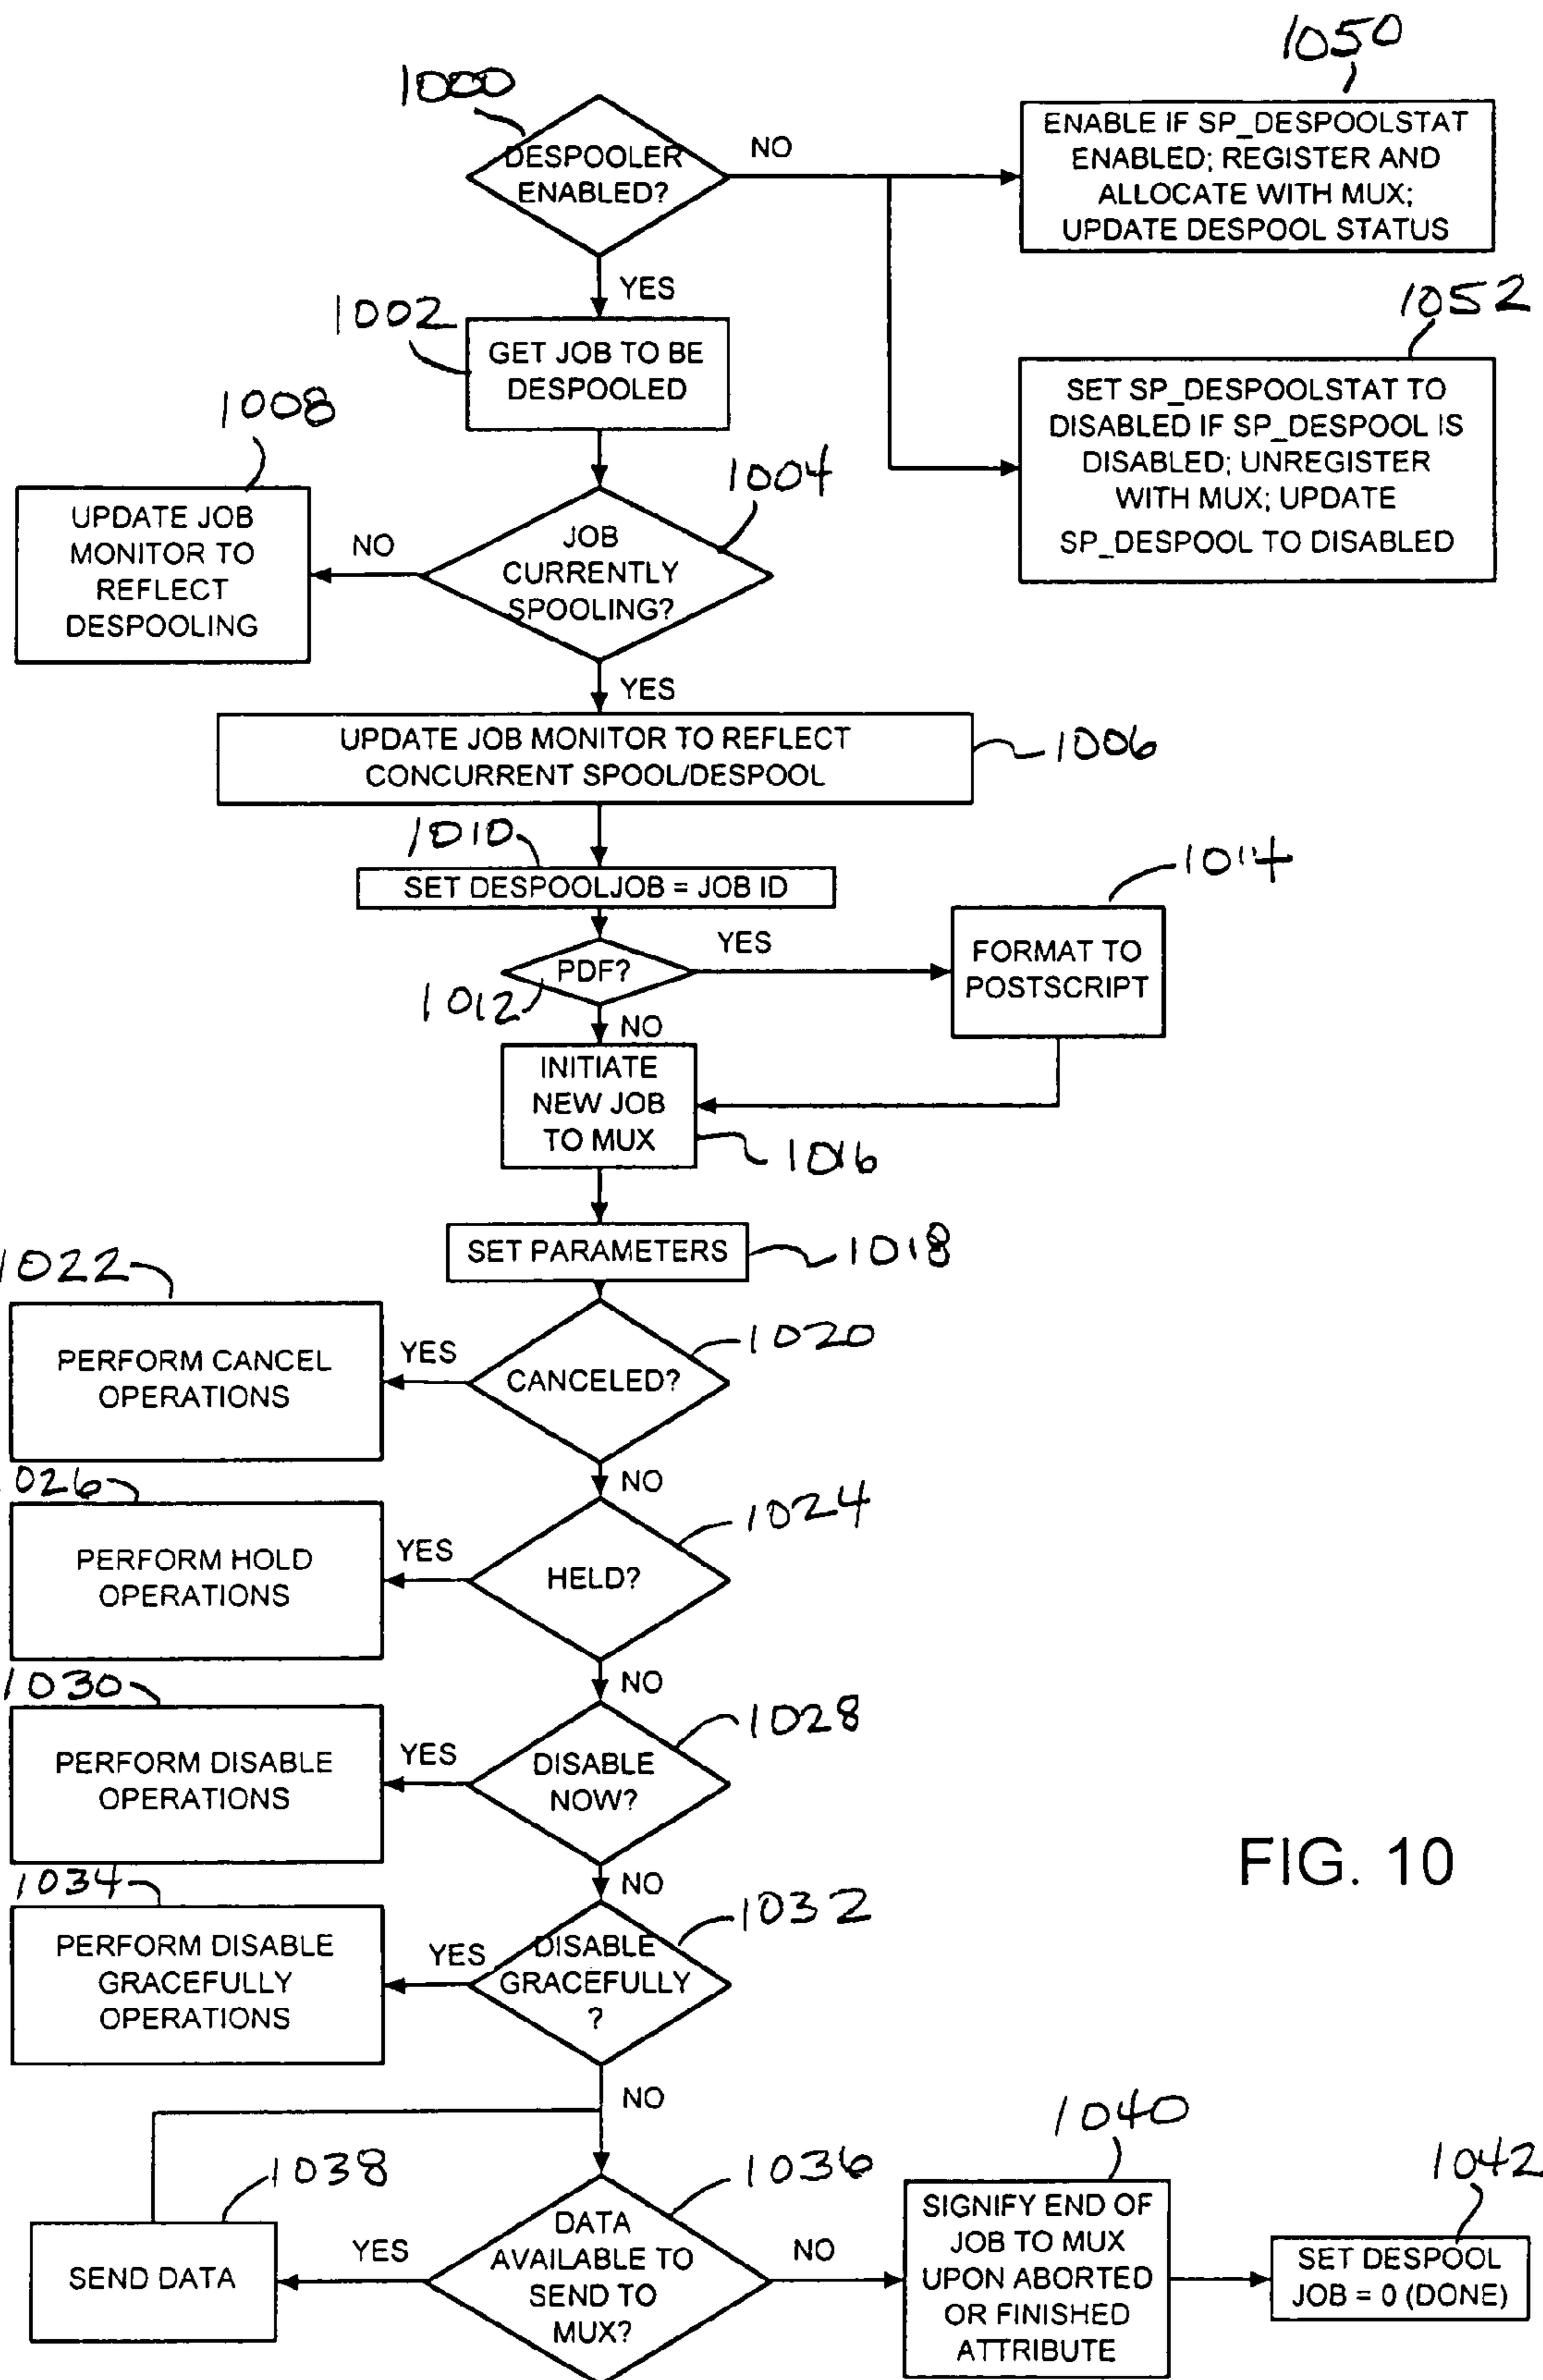 1050
1000
DESPOOLER
ENABLED?
NO
ENABLE IF SP_DESPOOLSTAT
ENABLED; REGISTER AND
ALLOCATE WITH MUX;
UPDATE DESPOOL STATUS
YES
1052
1002
GET JOB TO BE
DESPOOLED
SET SP_DESPOOLSTAT TO
DISABLED IF SP_DESPOOL IS
DISABLED; UNREGISTER
WITH MUX; UPDATE
SP_DESPOOL TO DISABLED
1008
1004
UPDATE JOB
MONITOR TO
REFLECT
DESPOOLING
NO
JOB
CURRENTLY
SPOOLING?
YES
UPDATE JOB MONITOR TO REFLECT
CONCURRENT SPOOL/DESPOOL
1006
1010
SET DESPOOLJOB = JOB ID
1014
PDF?
YES
1012
FORMAT TO
POSTSCRIPT
NO
INITIATE
NEW JOB
TO MUX
1016
SET PARAMETERS
1018
1022
PERFORM CANCEL
OPERATIONS
YES
CANCELED?
1020
NO
026
PERFORM HOLD
OPERATIONS
YES
HELD?
1024
NO
1030
PERFORM DISABLE
OPERATIONS
YES
DISABLE
NOW?
1028
NO
1034
PERFORM DISABLE
GRACEFULLY
OPERATIONS
YES
DISABLE
GRACEFULLY
?
1032
NO
FIG. 10
1038
SEND DATA
YES
DATA
AVAILABLE TO
SEND TO
MUX?
1036
NO
1040
SIGNIFY END OF
JOB TO MUX
UPON ABORTED
OR FINISHED
ATTRIBUTE
1042
SET DESPOOL
JOB = 0 (DONE)